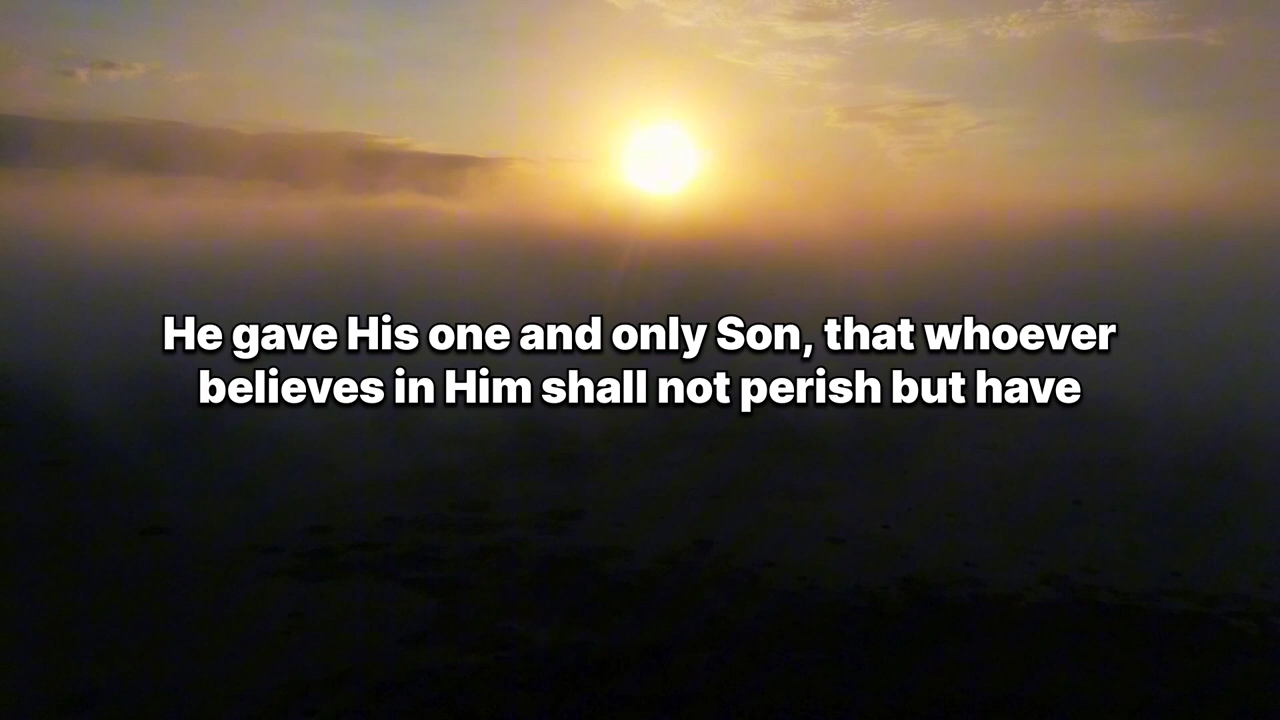 He gave His one and only Son, that whoever
believes in Him shall not perish but have